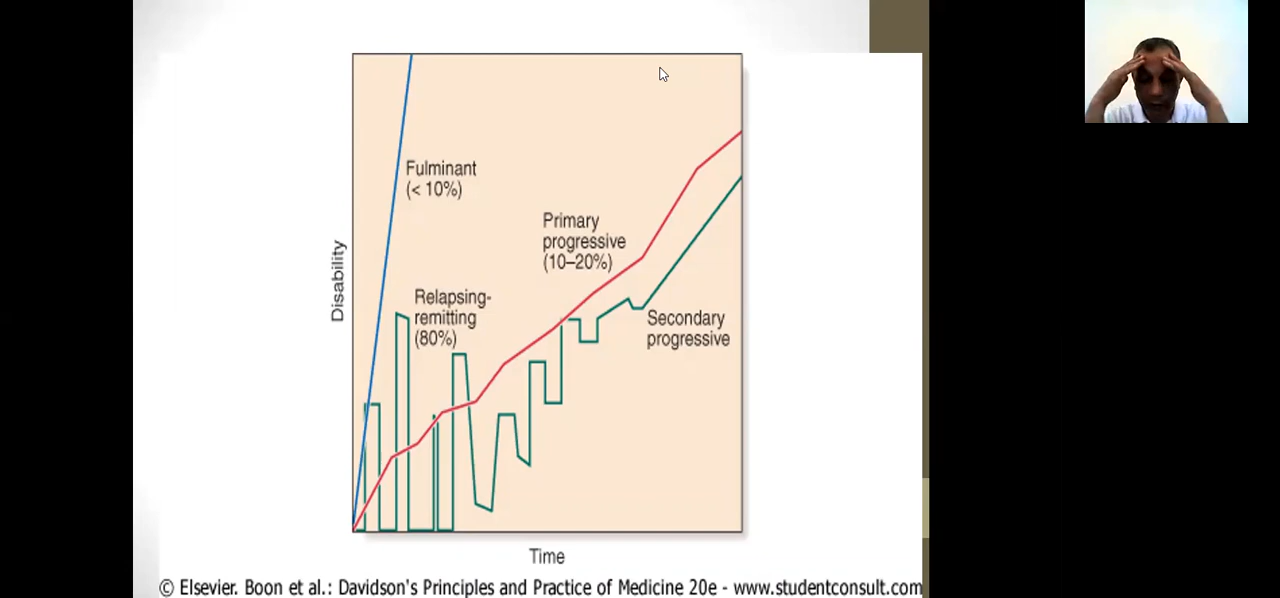 Fulminant
(< 10%)
Primary
progressive
(10–20%)
Disability
Relapsing-
remitting
(80%)
Secondary
progressive
Time
© Elsevier. Boon et al.: Davidson's Principles and Practice of Medicine 20e - www.studentconsult.com